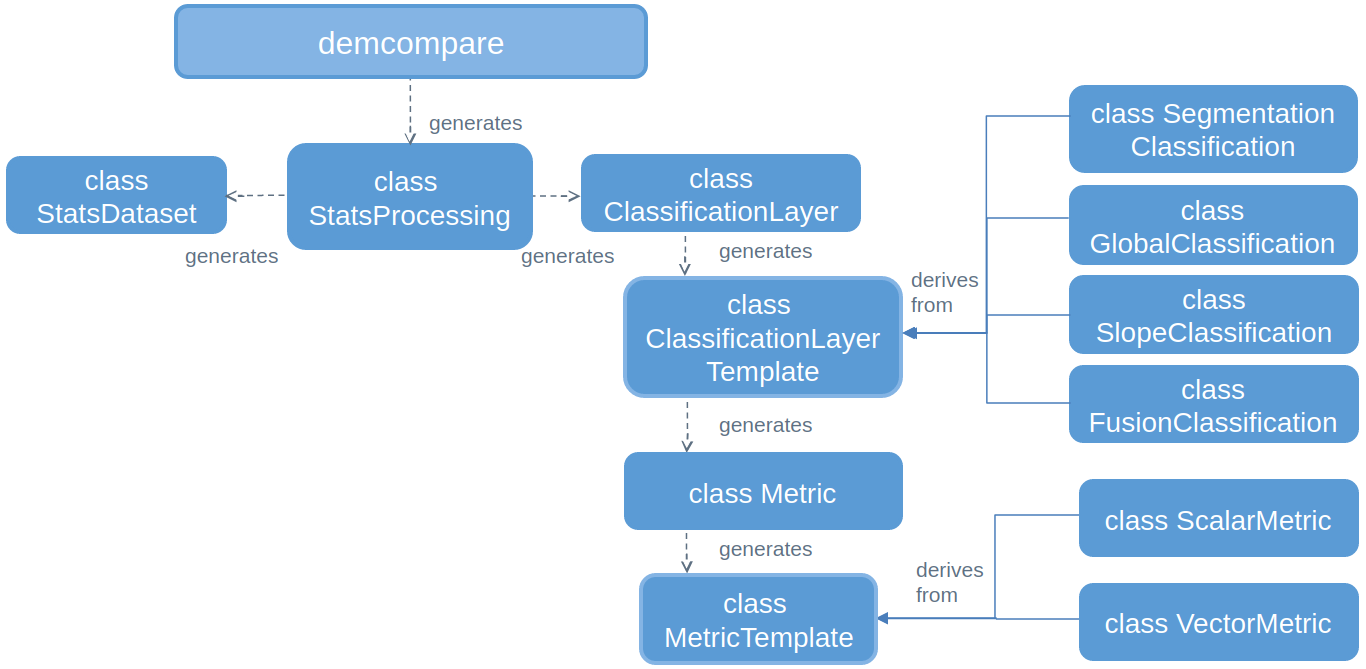 demcompare
generates
class
StatsDataset
class
StatsProcessing
class
ClassificationLayer
generates
generates
generates
class
ClassificationLayer
Template
derives
from
class Segmentation
Classification
class
GlobalClassification
class
SlopeClassification
class
FusionClassification
generates
class Metric
generates
class
MetricTemplate
derives
from
class ScalarMetric
class VectorMetric